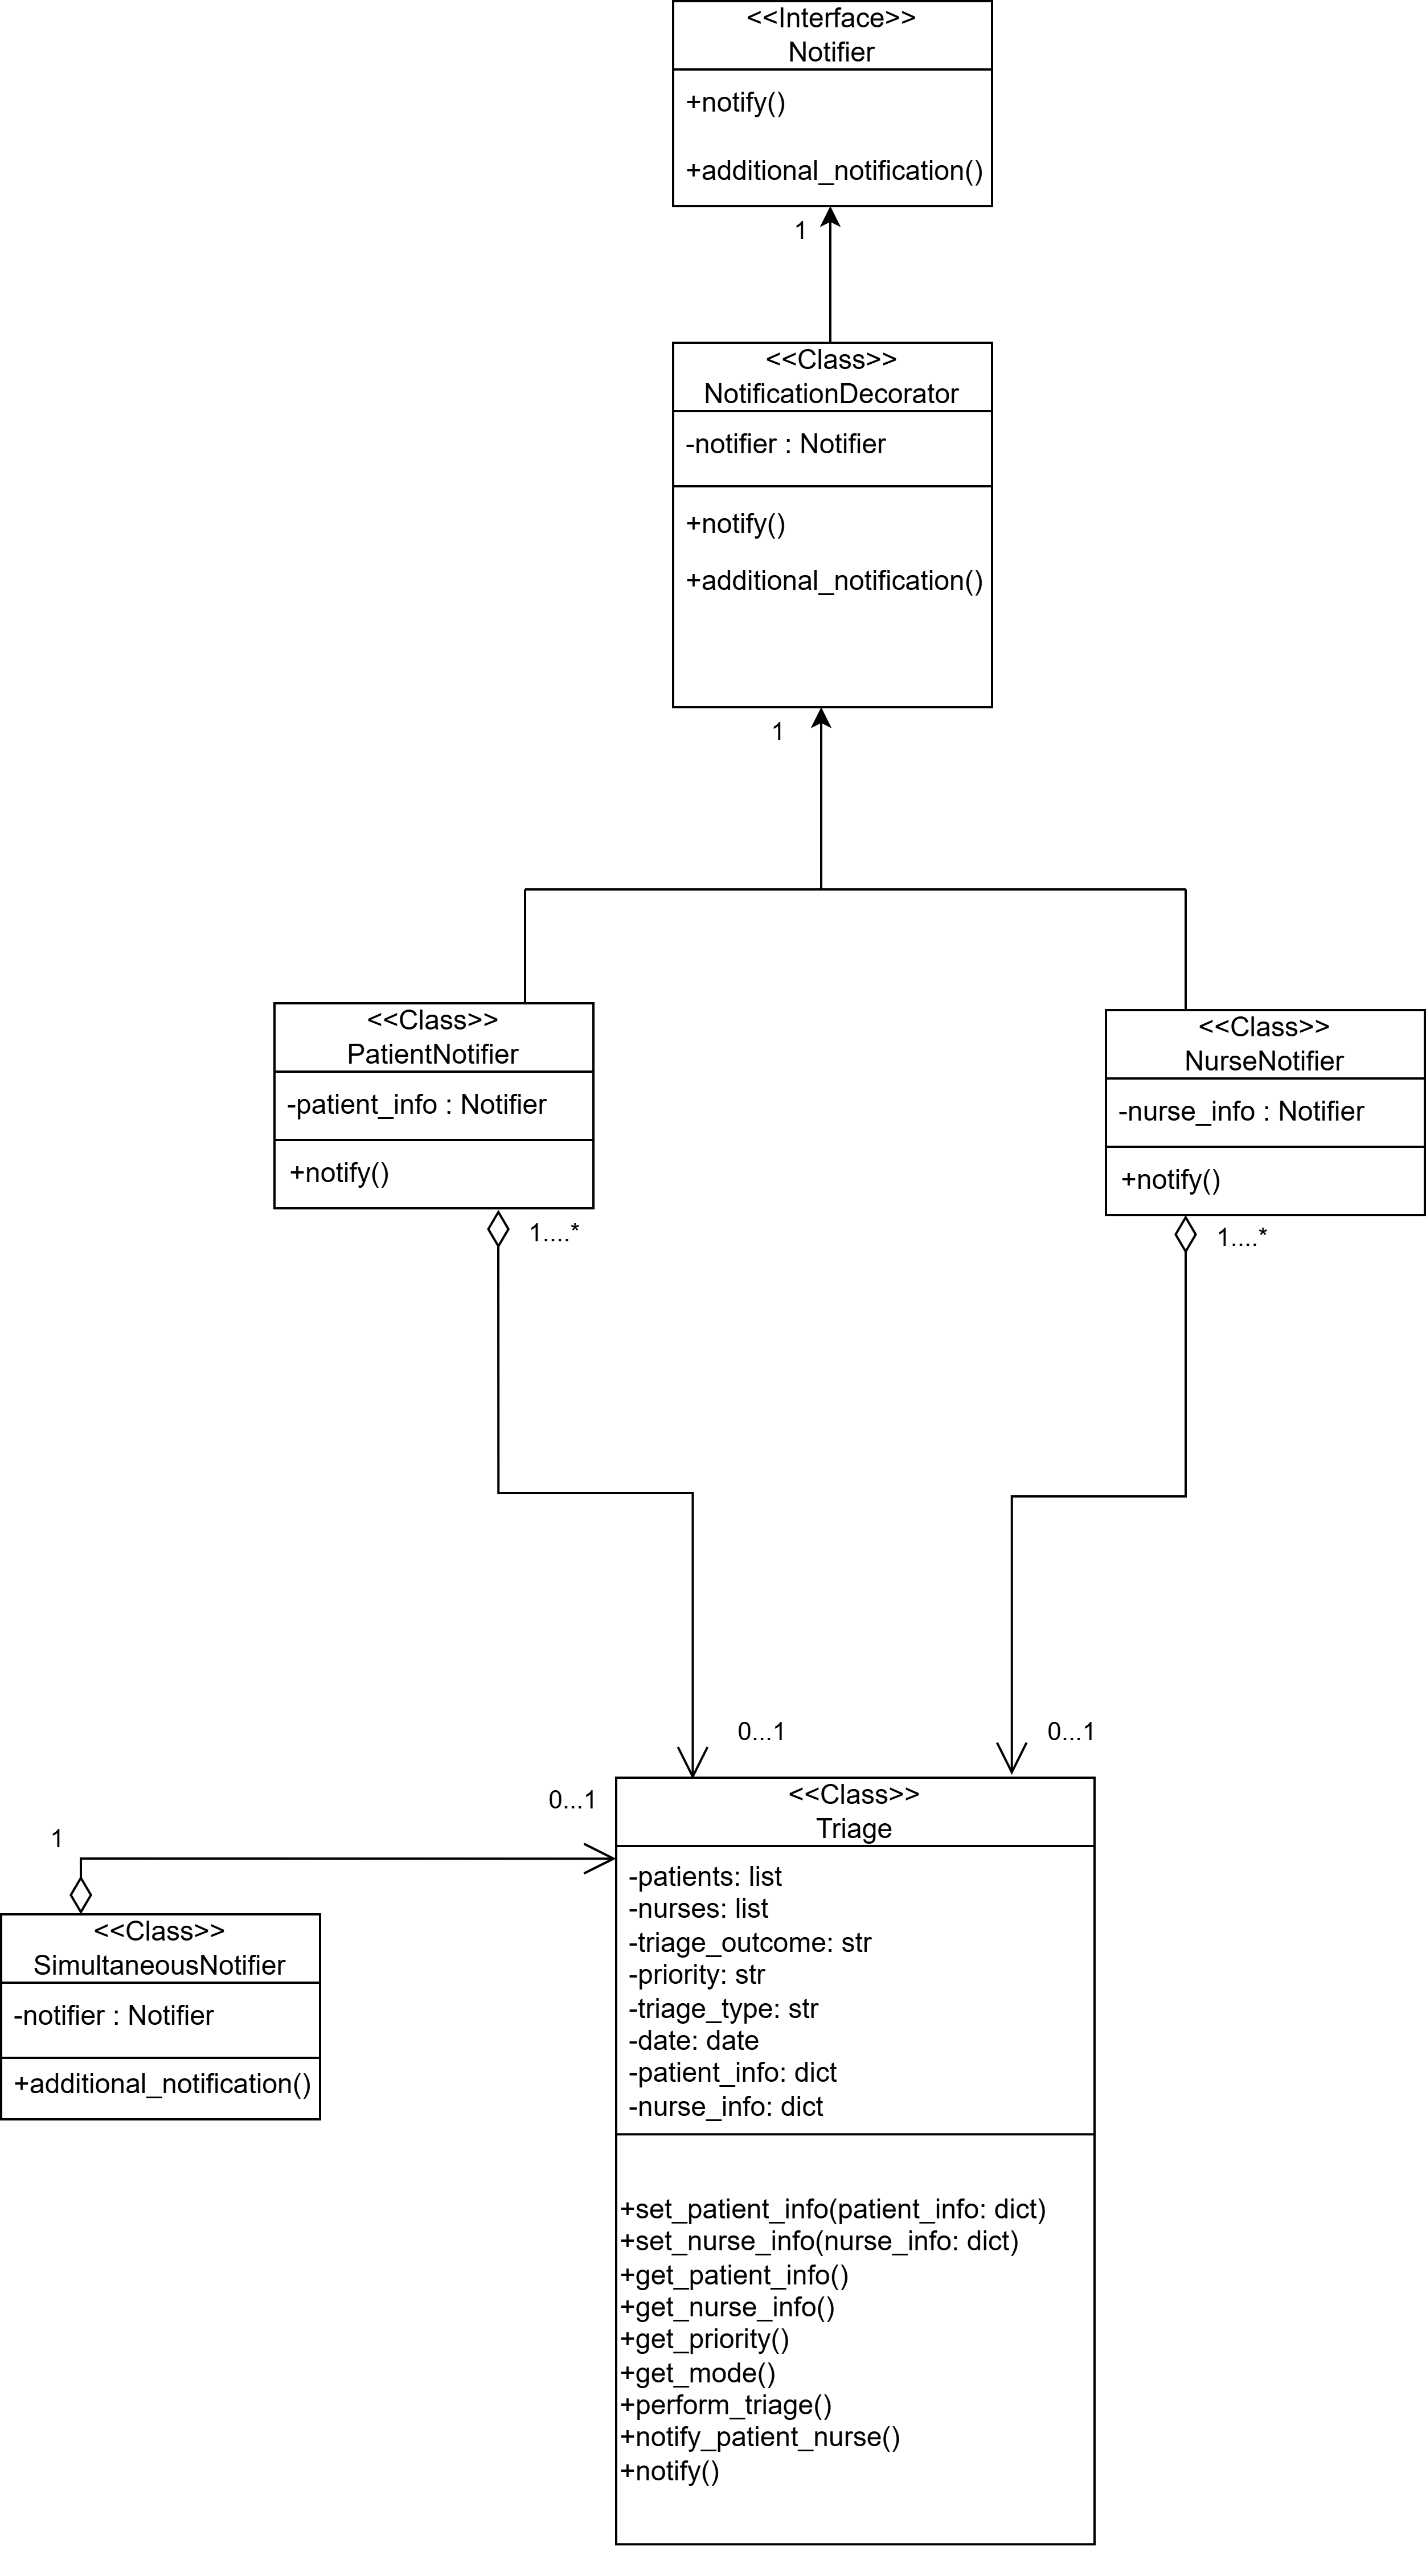 <<Interface>>
Notifier
+notify()
+additional_notification()
1
<<Class>>
NotificationDecorator
-notifier : Notifier
+notify()
+additional_notification()
1
<<Class>>
PatientNotifier
-patient_info : Notifier
+notify()
1....*
<<Class>>
NurseNotifier
-nurse_info : Notifier
+notify()
1....*
0...1
0...1
0...1
1
<<Class>>
SimultaneousNotifier
-notifier : Notifier
+additional_notification()
<<Class>>
Triage
-patients: list
-nurses: list
-triage_outcome: str
-priority: str
-triage_type: str
-date: date
-patient_info: dict
-nurse_info: dict
+set_patient_info(patient_info: dict)
+set_nurse_info(nurse_info: dict)
+get_patient_info()
+get_nurse_info()
+get_priority()
+get_mode()
+perform_triage()
+notify_patient_nurse()
+notify()